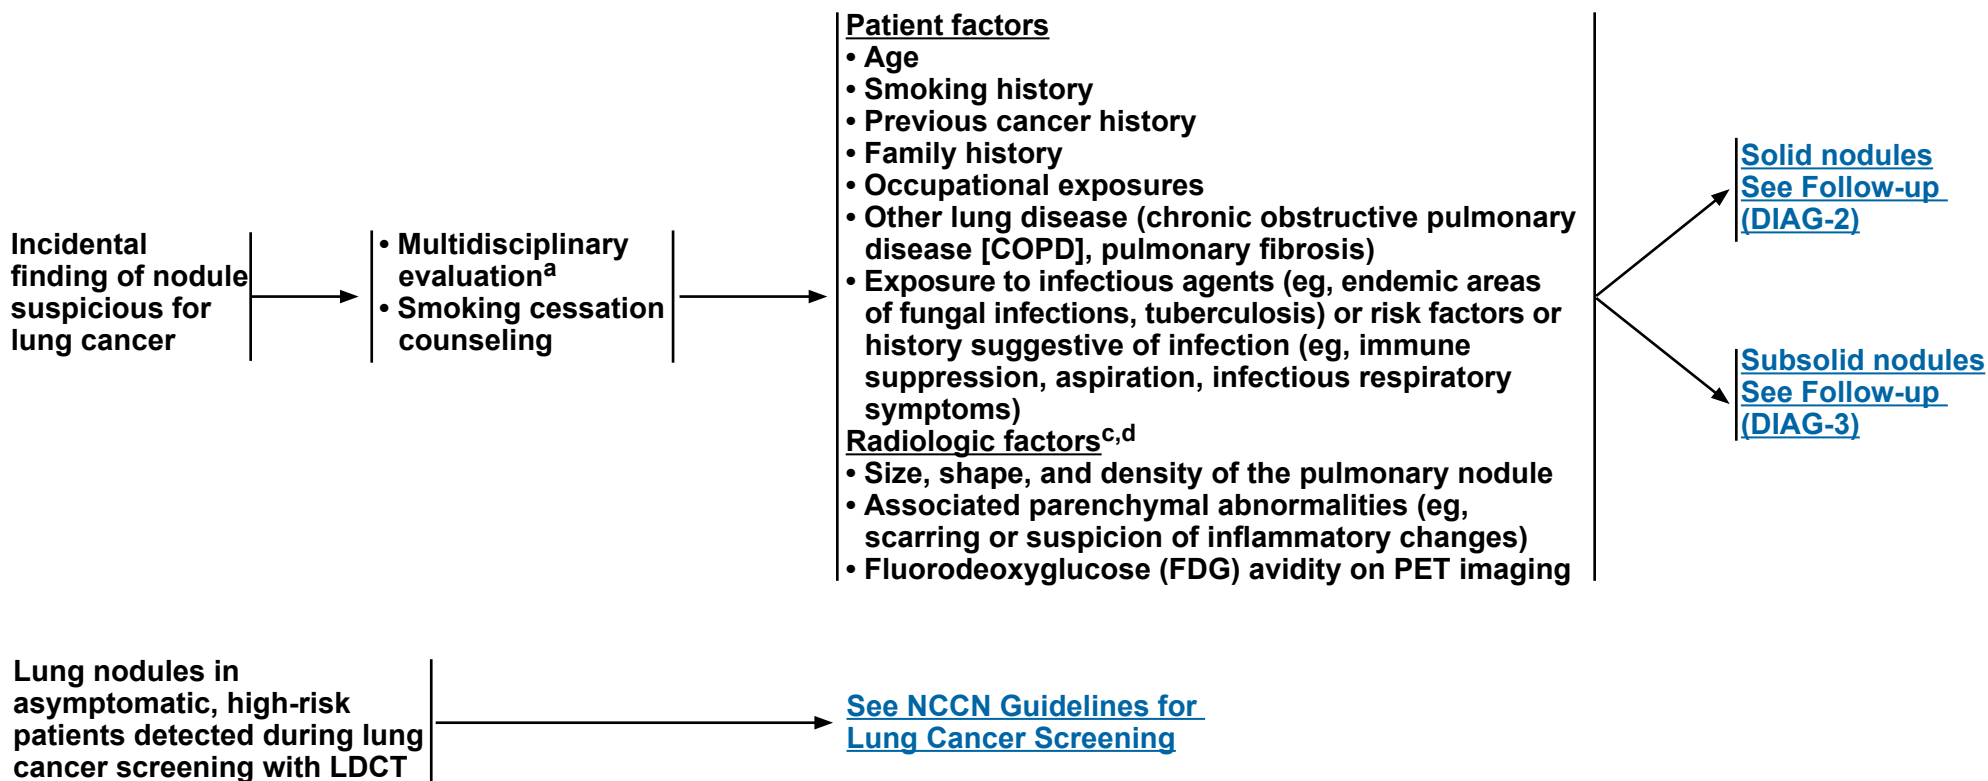 Incidental
finding of nodule
suspicious for
lung cancer
• Multidisciplinary
evaluationa
• Smoking cessation
counseling
Patient factors
• Age
• Smoking history
• Previous cancer history
• Family history
• Occupational exposures
• Other lung disease (chronic obstructive pulmonary
disease [COPD], pulmonary fibrosis)
• Exposure to infectious agents (eg, endemic areas
of fungal infections, tuberculosis) or risk factors or
history suggestive of infection (eg, immune
suppression, aspiration, infectious respiratory
symptoms)
Radiologic factorsc,d
• Size, shape, and density of the pulmonary nodule
• Associated parenchymal abnormalities (eg,
scarring or suspicion of inflammatory changes)
• Fluorodeoxyglucose (FDG) avidity on PET imaging
Solid nodules
See Follow-up
(DIAG-2)
Subsolid nodules
See Follow-up
(DIAG-3)
Lung nodules in
asymptomatic, high-risk
patients detected during lung
cancer screening with LDCT
See NCCN Guidelines for
Lung Cancer Screening